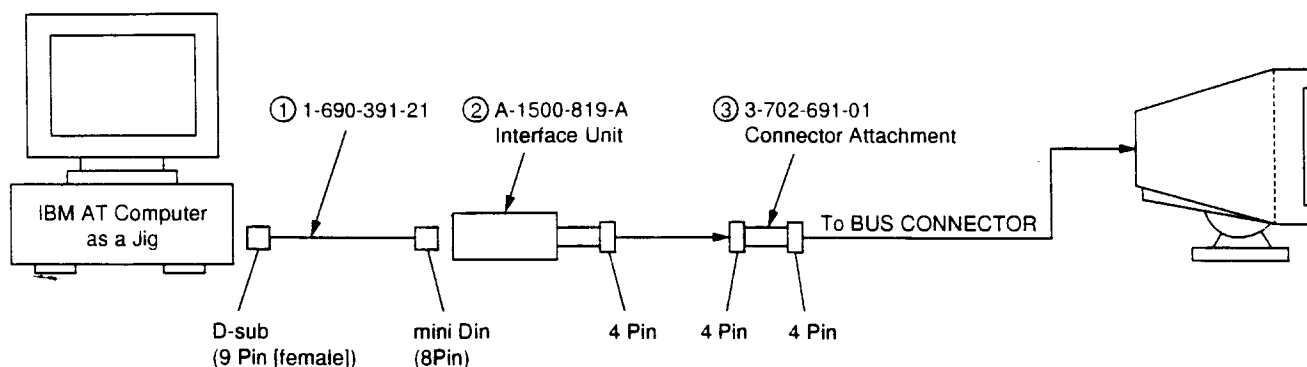 ① 1-690-391-21
② A-1500-819-A
Interface Unit
③ 3-702-691-01
Connector Attachment
IBM AT Computer
as a Jig
To BUS CONNECTOR
D-sub
(9 Pin [female])
mini Din
(8Pin)
4 Pin
4 Pin
4 Pin